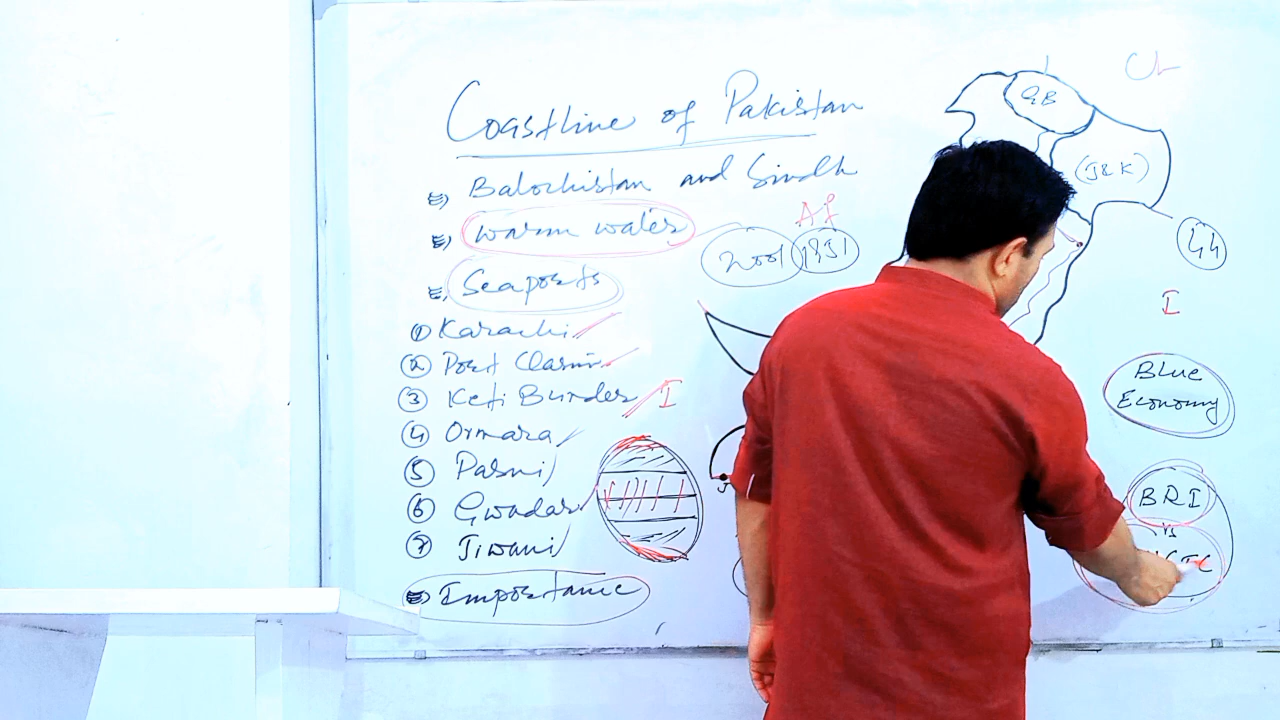 Coastline of Pakistan
Balochistan and Sindh
warm waters
2001
1951
Af
Seaports
① Karachi
② Port Qasim
③ Keti Bunder
I
④ Ormara
⑤ Pasni
⑥ Gwadar
⑦ Jiwani
Importance
GB
(J&K)
44
I
Blue
Economy
BRI
vs
J